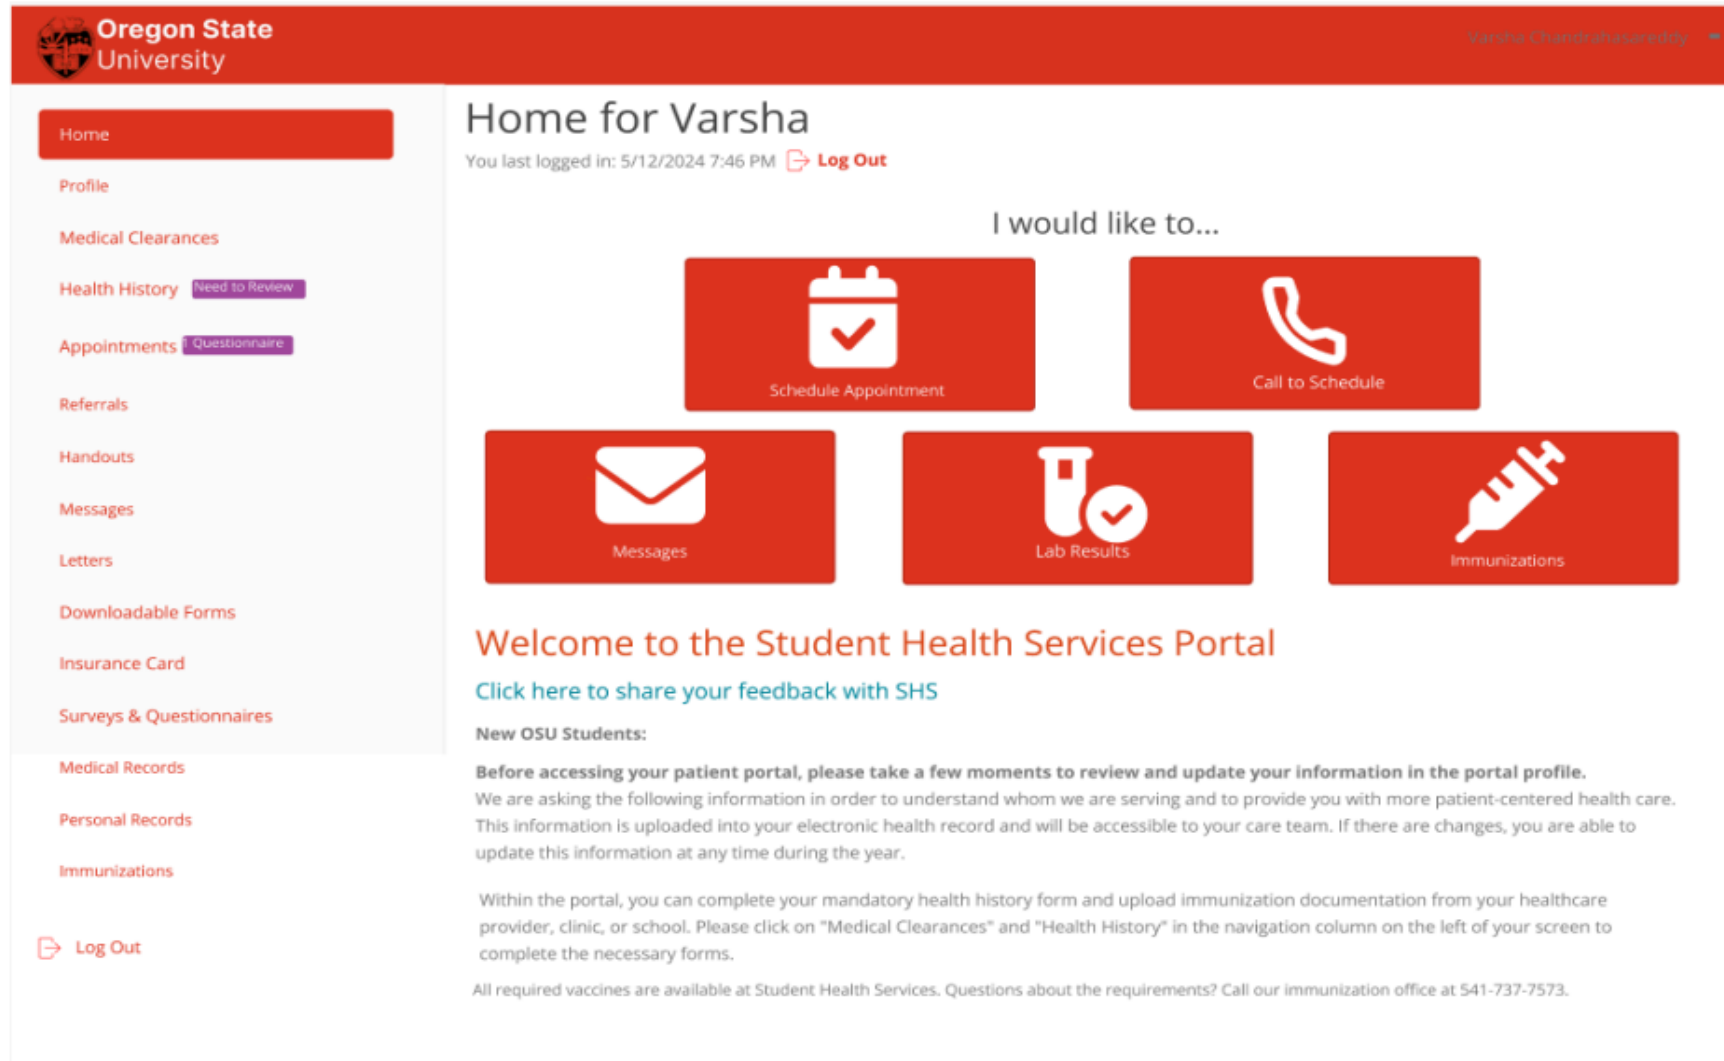 Oregon State
University
Varsha Chandrahasareddy
Home
Profile
Medical Clearances
Health History Need to Review
Appointments 1 Questionnaire
Referrals
Handouts
Messages
Letters
Downloadable Forms
Insurance Card
Surveys & Questionnaires
Medical Records
Personal Records
Immunizations
Log Out
Home for Varsha
You last logged in: 5/12/2024 7:46 PM Log Out
I would like to...
Schedule Appointment
Call to Schedule
Messages
Lab Results
Immunizations
Welcome to the Student Health Services Portal
Click here to share your feedback with SHS
New OSU Students:
Before accessing your patient portal, please take a few moments to review and update your information in the portal profile.
We are asking the following information in order to understand whom we are serving and to provide you with more patient-centered health care.
This information is uploaded into your electronic health record and will be accessible to your care team. If there are changes, you are able to
update this information at any time during the year.
Within the portal, you can complete your mandatory health history form and upload immunization documentation from your healthcare
provider, clinic, or school. Please click on "Medical Clearances" and "Health History" in the navigation column on the left of your screen to
complete the necessary forms.
All required vaccines are available at Student Health Services. Questions about the requirements? Call our immunization office at 541-737-7573.